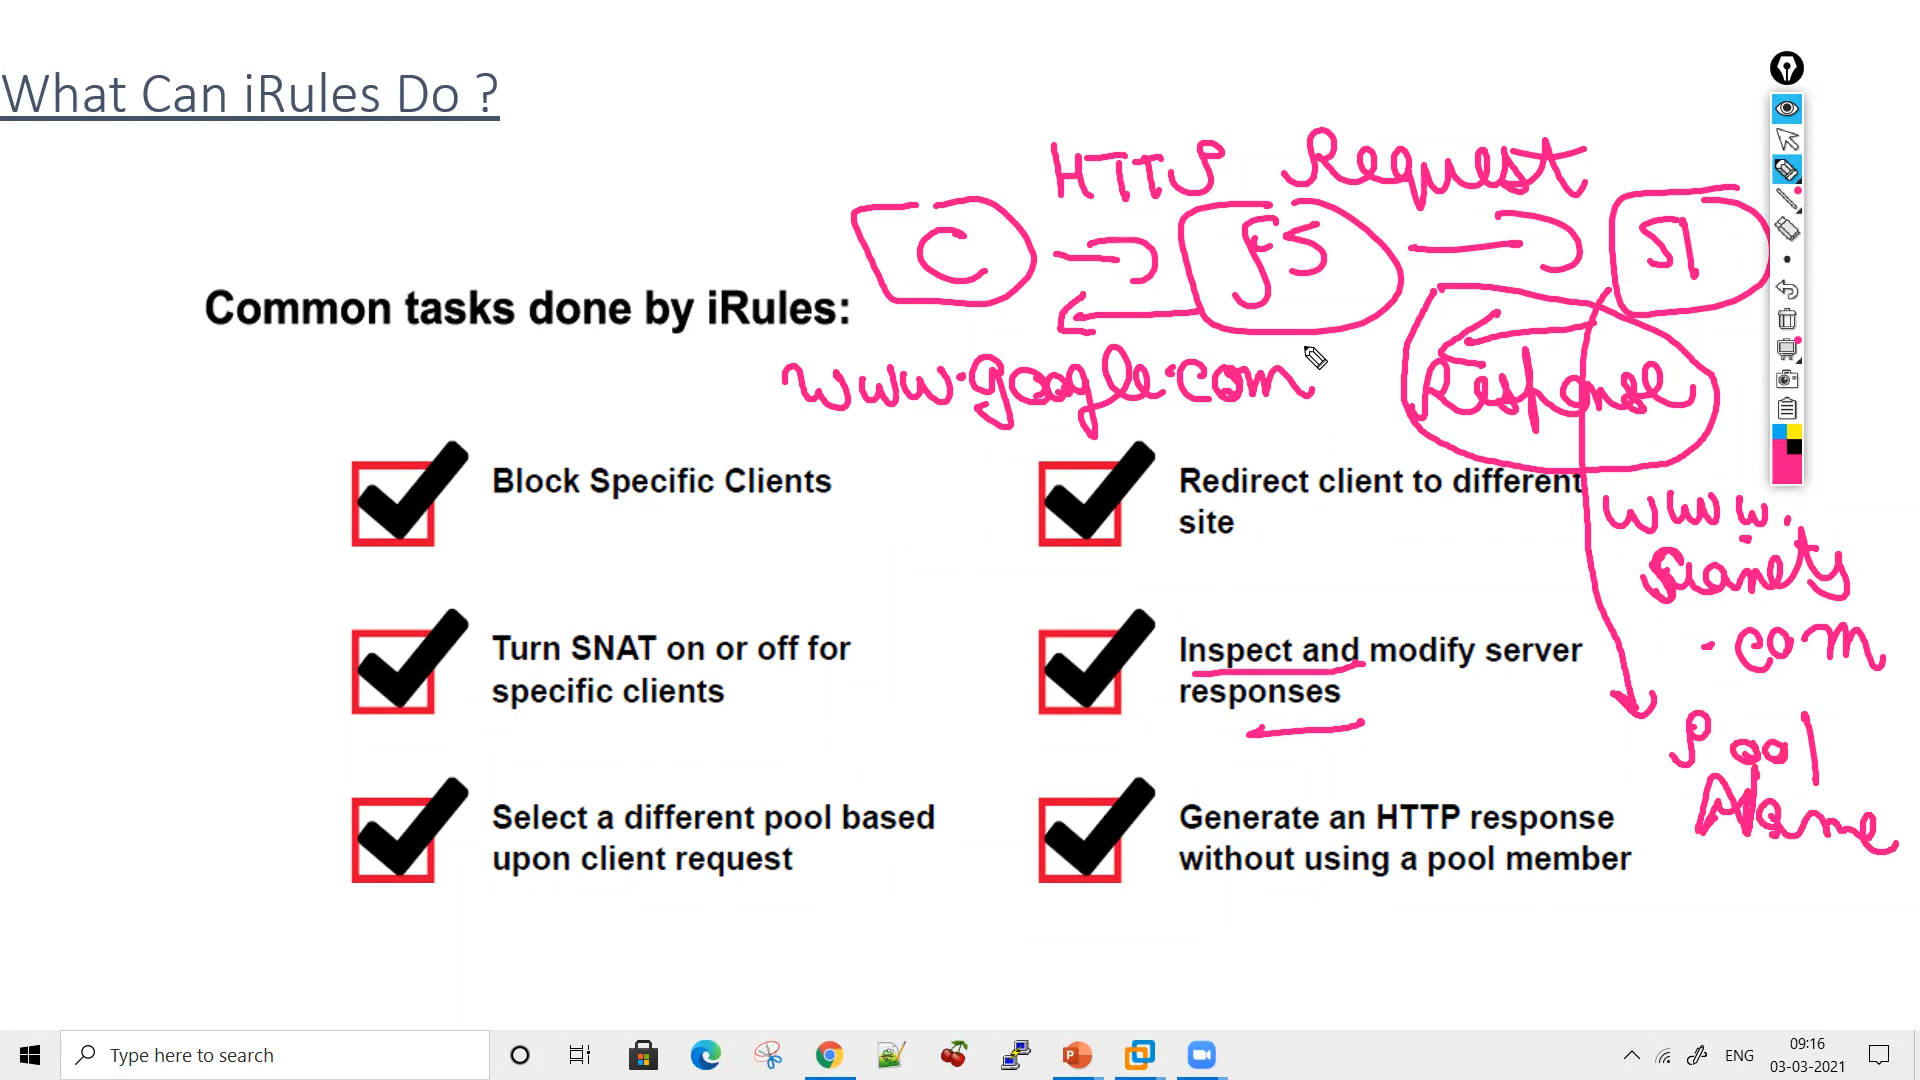 What Can iRules Do ?
HTTP Request
C
F5
S1
Common tasks done by iRules:
www.google.com
Response
Block Specific Clients
Redirect client to different
site
www.
.com
Turn SNAT on or off for
specific clients
Inspect and modify server
responses
Pool
Name
Select a different pool based
upon client request
Generate an HTTP response
without using a pool member
Type here to search
ENG
09:16
03-03-2021